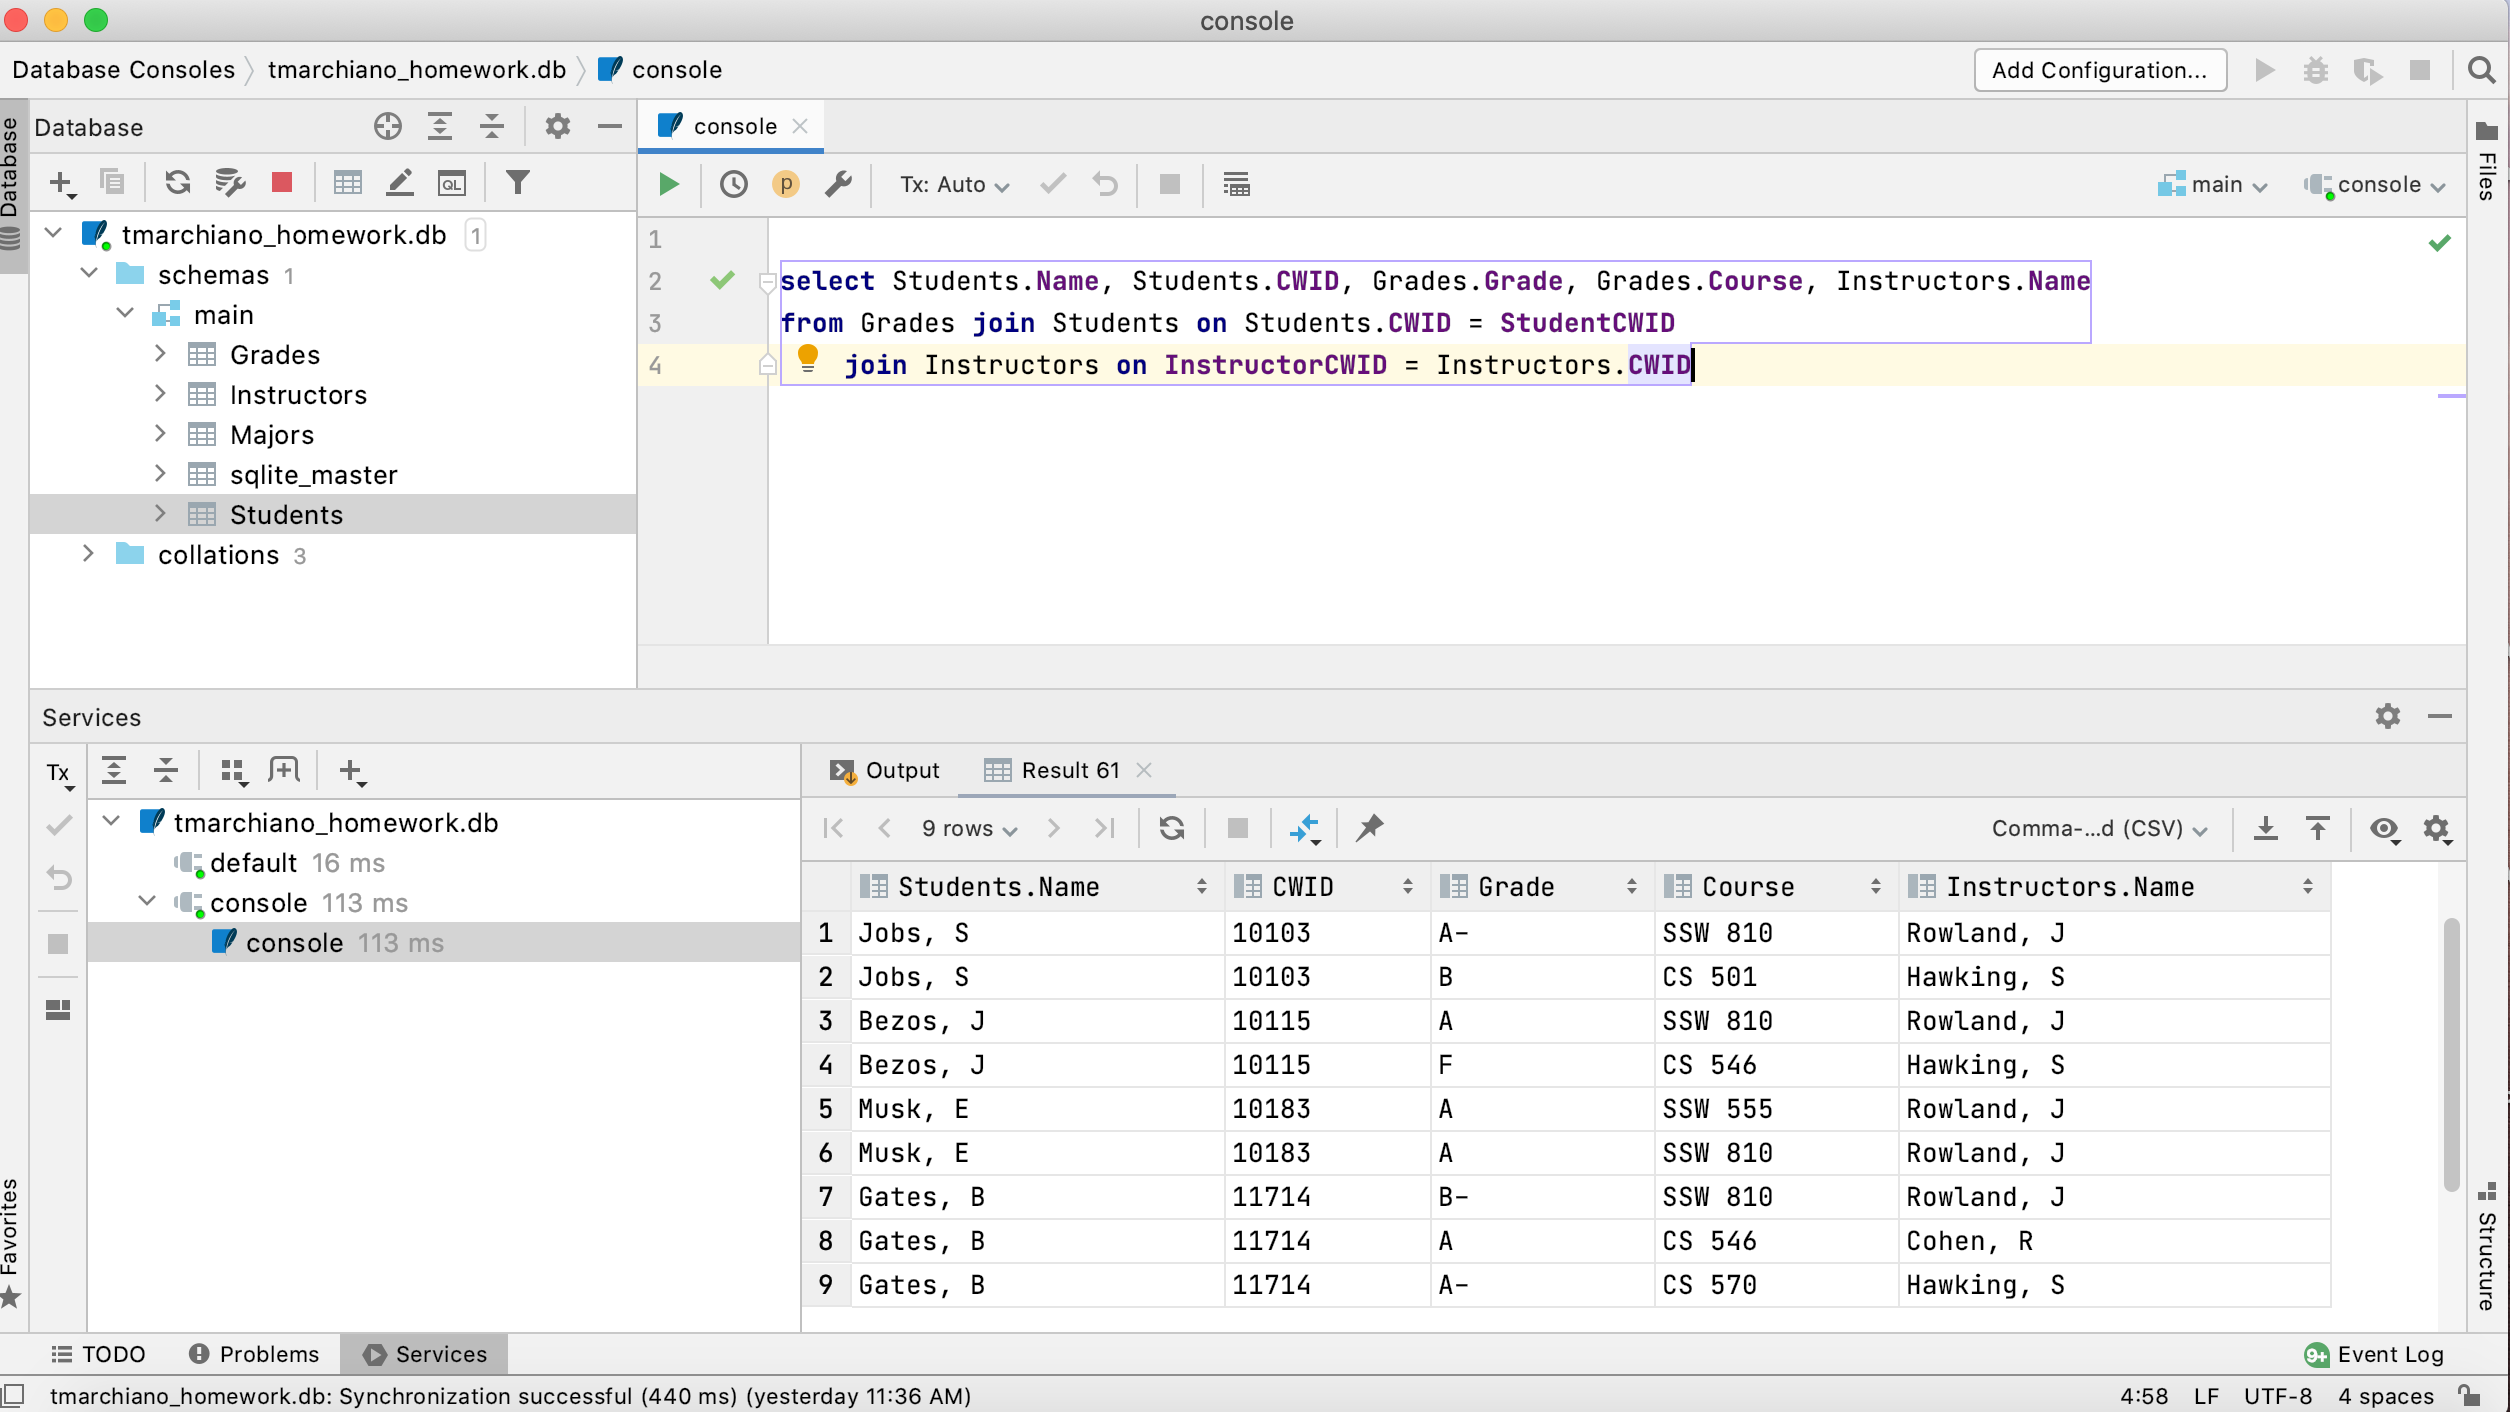 console
Database Consoles tmarchiano_homework.db console
Add Configuration...
Database
Database
tmarchiano_homework.db 1
schemas 1
main
Grades
Instructors
Majors
sqlite_master
Students
collations 3
console
p Tx: Auto
main console
Files
1
2 select Students.Name, Students.CWID, Grades.Grade, Grades.Course, Instructors.Name
3 from Grades join Students on Students.CWID = StudentCWID
4 join Instructors on InstructorCWID = Instructors.CWID
QL
Services
Tx
tmarchiano_homework.db
default 16 ms
console 113 ms
console 113 ms
Output Result 61
9 rows
Comma-...d (CSV)
Students.Name CWID Grade Course Instructors.Name
1 Jobs, S 10103 A- SSW 810 Rowland, J
2 Jobs, S 10103 B CS 501 Hawking, S
3 Bezos, J 10115 A SSW 810 Rowland, J
4 Bezos, J 10115 F CS 546 Hawking, S
5 Musk, E 10183 A SSW 555 Rowland, J
6 Musk, E 10183 A SSW 810 Rowland, J
7 Gates, B 11714 B- SSW 810 Rowland, J
8 Gates, B 11714 A CS 546 Cohen, R
9 Gates, B 11714 A- CS 570 Hawking, S
Favorites
Structure
TODO Problems Services
9+ Event Log
tmarchiano_homework.db: Synchronization successful (440 ms) (yesterday 11:36 AM)
4:58 LF UTF-8 4 spaces